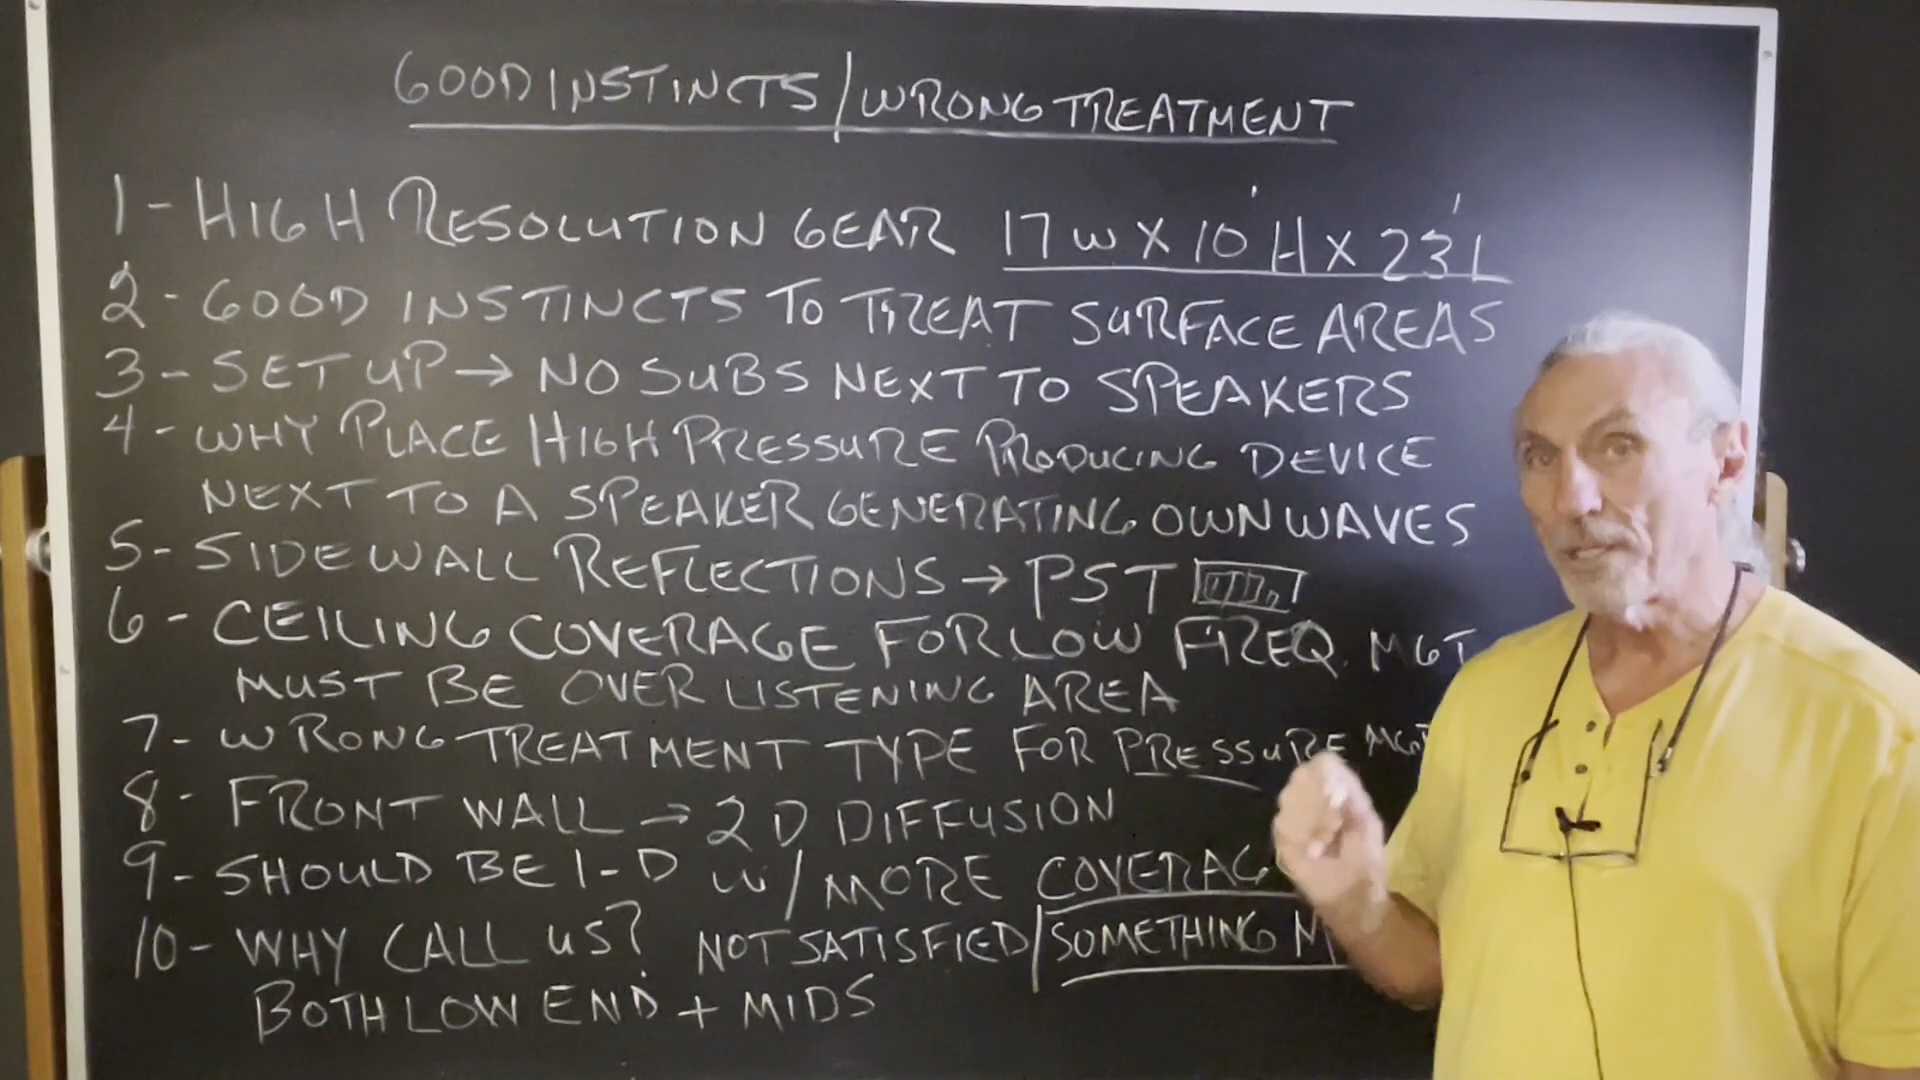 GOOD INSTINCTS/WRONG TREATMENT
1 - HIGH RESOLUTION GEAR 17 W X 10' H X 23' L
2 - GOOD INSTINCTS TO TREAT SURFACE AREAS
3 - SET UP → NO SUBS NEXT TO SPEAKERS
4 - WHY PLACE HIGH PRESSURE PRODUCING DEVICE
NEXT TO A SPEAKER GENERATING OWN WAVES
5 - SIDEWALL REFLECTIONS → PST
6 - CEILING COVERAGE FOR LOW FREQ. MGT
MUST BE OVER LISTENING AREA
7 - WRONG TREATMENT TYPE FOR PRESSURE MGT
8 - FRONT WALL → 2D DIFFUSION
9 - SHOULD BE 1-D W/ MORE COVERAG
10 - WHY CALL US? NOT SATISFIED/SOMETHING
BOTH LOW END + MIDS